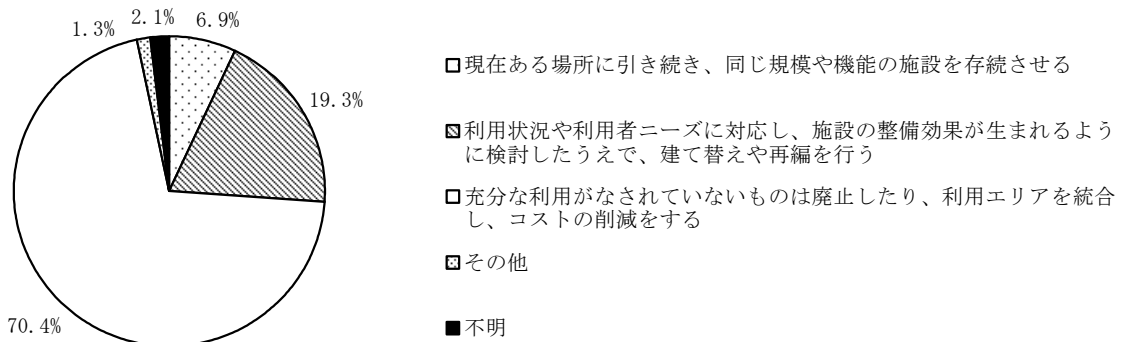 1.3%
2.1%
6.9%
19.3%
70.4%
現在ある場所に引き続き、同じ規模や機能の施設を存続させる
利用状況や利用者ニーズに対応し、施設の整備効果が生まれるよう
に検討したうえで、建て替えや再編を行う
充分な利用がなされていないものは廃止したり、利用エリアを統合
し、コストの削減をする
その他
不明